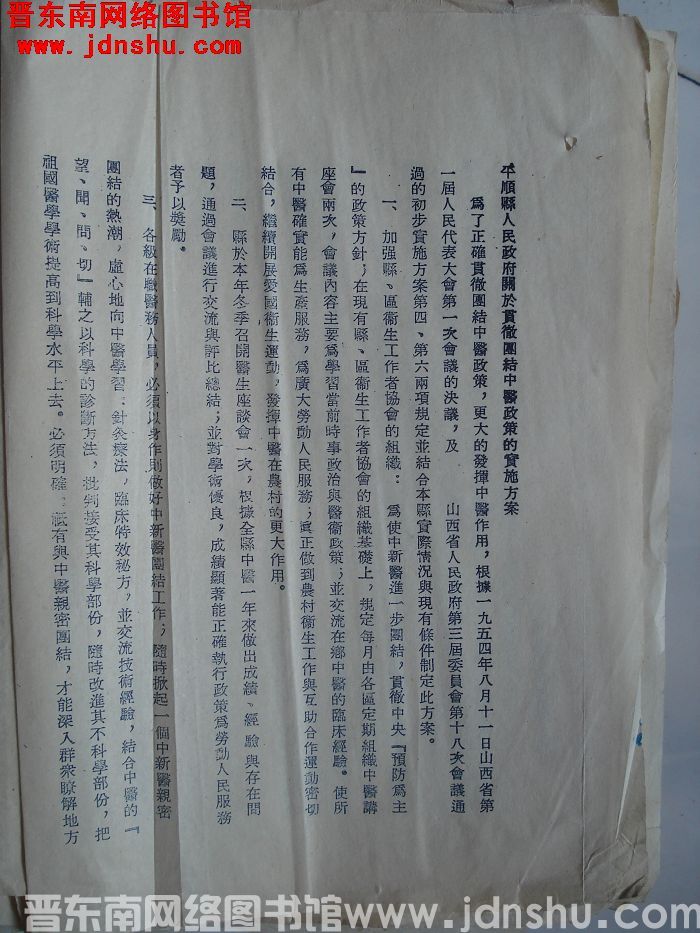 晋东南网络图书馆
www.jdnshu.com
平順縣人民政府關於貫徹團結中醫政策的實施方案
爲了正確貫徹團結中醫政策，更大的發揮中醫作用，根據一九五四年八月十一日山西省第
一屆人民代表大會第一次會議的決議，及　　山西省人民政府第三屆委員會第十八次會議通
過的初步實施方案第四、第六兩項規定並結合本縣實際情況與現有條件制定此方案。
一、加强縣、區衞生工作者協會的組織：爲使中新醫進一步團結，貫徹中央『預防爲主
』的政策方針；在現有縣、區衞生工作者協會的組織基礎上，規定每月由各區定期組織中醫講
座會兩次，會議內容主要爲學習當前時事政治與醫衞政策；並交流在鄉中醫的臨床經驗。使所
有中醫確實能爲生產服務，爲廣大勞動人民服務；眞正做到農村衞生工作與互助合作運動密切
結合，繼續開展愛國衞生運動，發揮中醫在農村的更大作用。
二、縣於本年冬季召開醫生座談會一次，根據全縣中醫一年來做出成績、經驗與存在問
題，通過會議進行交流與評比總結；並對學術優良，成績顯著能正確執行政策爲勞動人民服務
者予以獎勵。
三、各級在職醫務人員，必須以身作則做好中新醫團結工作；隨時掀起一個中新醫親密
團結的熱潮，虛心地向中醫學習：針灸療法，臨床特效秘方，並交流技術經驗，結合中醫的『
望、聞、問、切』輔之以科學的診斷方法，批判接受其科學部份，隨時改進其不科學部份，把
祖國醫學學術提高到科學水平上去。必須明確：祇有與中醫親密團結，才能深入群衆瞭解地方
晋东南网络图书馆 www.jdnshu.com